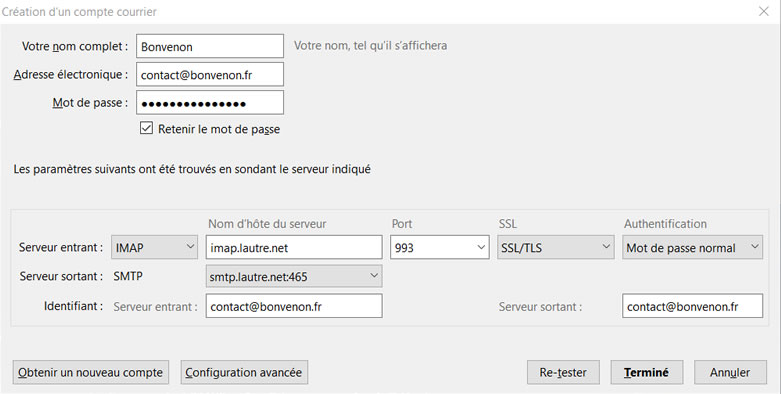 Création d'un compte courrier
Votre nom complet : Bonvenon Votre nom, tel qu'il s'affichera
Adresse électronique : contact@bonvenon.fr
Mot de passe : ●●●●●●●●●●●●●●●
Retenir le mot de passe
Les paramètres suivants ont été trouvés en sondant le serveur indiqué
Nom d'hôte du serveur Port SSL Authentification
Serveur entrant : IMAP imap.lautre.net 993 SSL/TLS Mot de passe normal
Serveur sortant : SMTP smtp.lautre.net:465
Identifiant : Serveur entrant : contact@bonvenon.fr Serveur sortant : contact@bonvenon.fr
Obtenir un nouveau compte Configuration avancée Re-tester Terminé Annuler